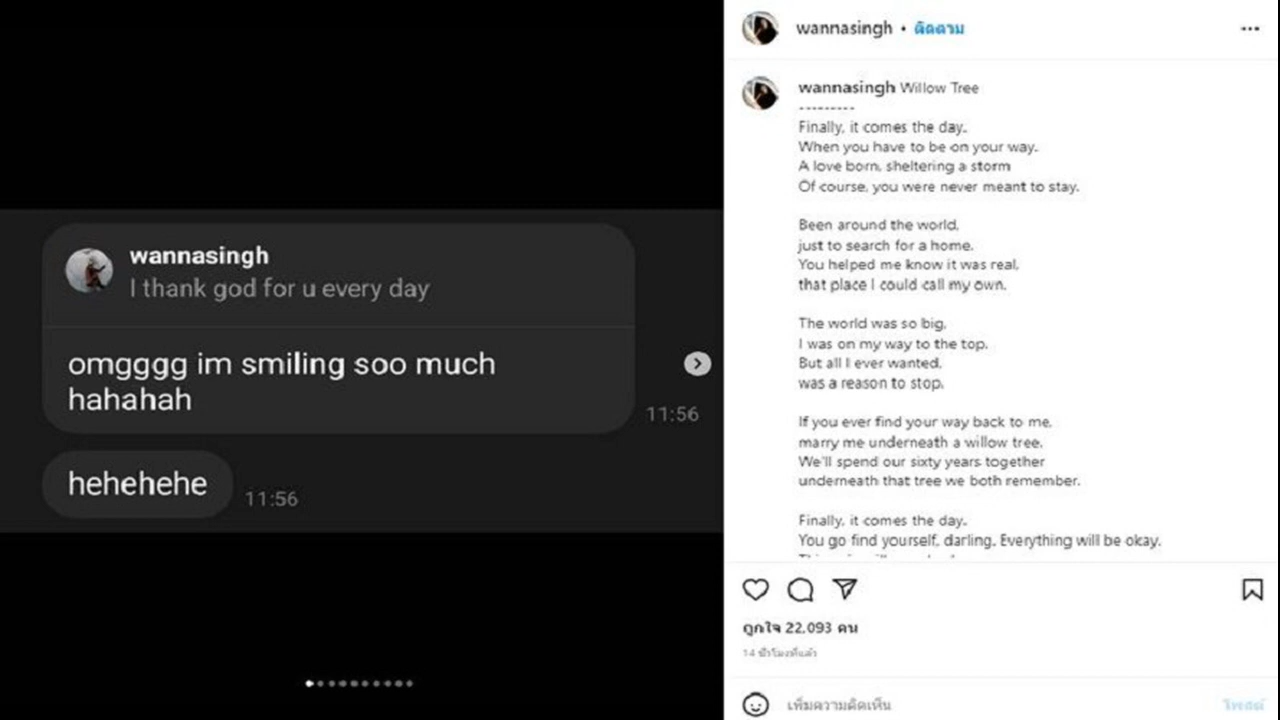 wannasingh
I thank god for u every day
omgggg im smiling soo much
hahahah
11:56
hehehehe
11:56
wannasingh • ติดตาม
wannasingh Willow Tree
---------
Finally, it comes the day.
When you have to be on your way.
A love born, sheltering a storm
Of course, you were never meant to stay.
Been around the world,
just to search for a home.
You helped me know it was real,
that place I could call my own.
The world was so big,
I was on my way to the top.
But all I ever wanted,
was a reason to stop.
If you ever find your way back to me,
marry me underneath a willow tree.
We'll spend our sixty years together
underneath that tree we both remember.
Finally, it comes the day.
You go find yourself, darling. Everything will be okay.
ถูกใจ 22,093 คน
14 ชั่วโมงที่แล้ว
เพิ่มความคิดเห็น
โพสต์